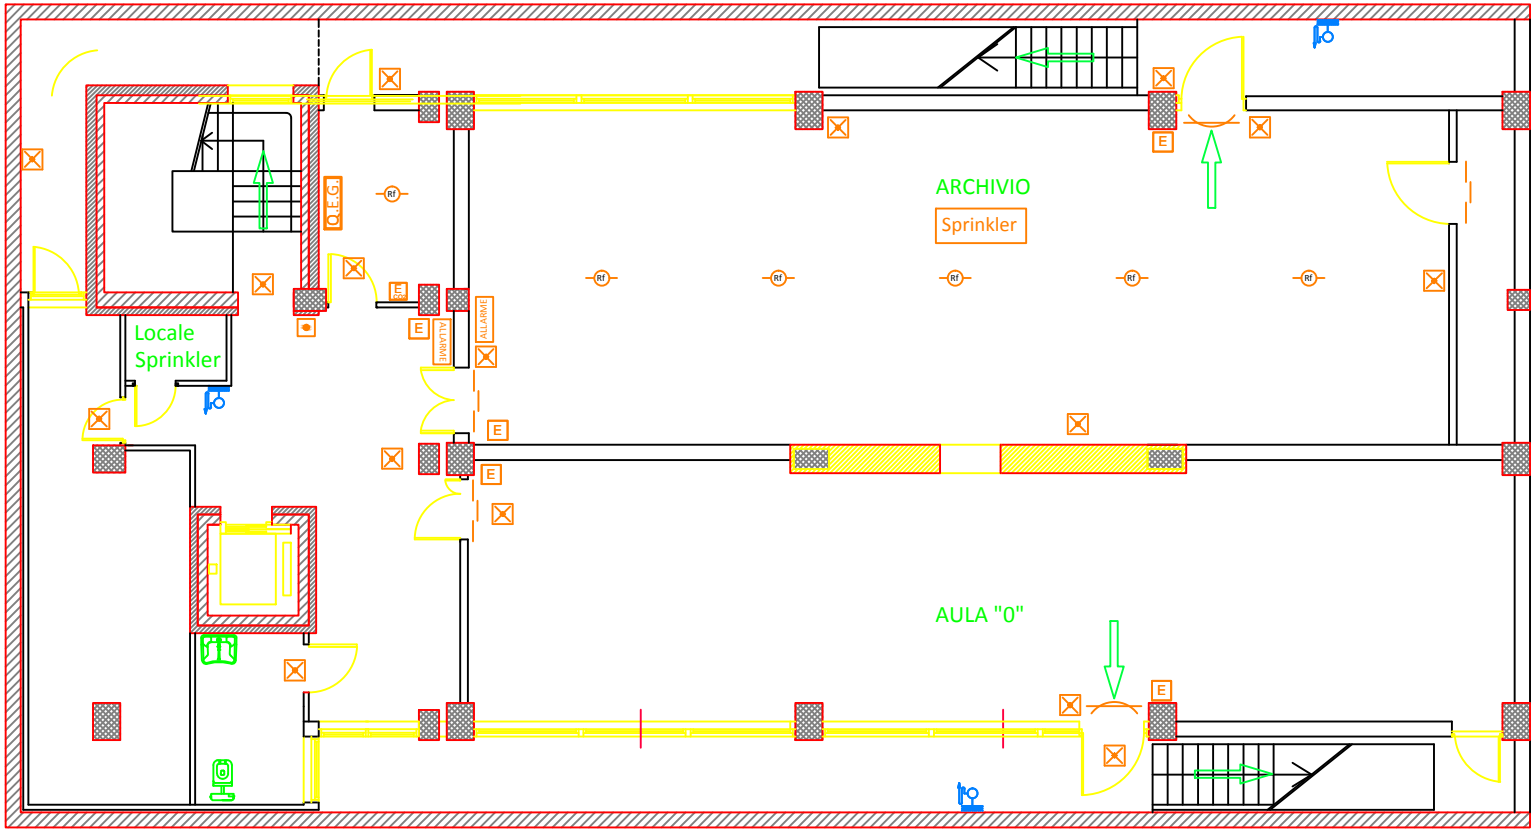 E
ARCHIVIO
Q.E.G.
Rf
Sprinkler
Rf
Rf
Rf
Rf
Rf
E
E
ALLARME
ALLARME
Locale
Sprinkler
E
E
AULA "0"
E